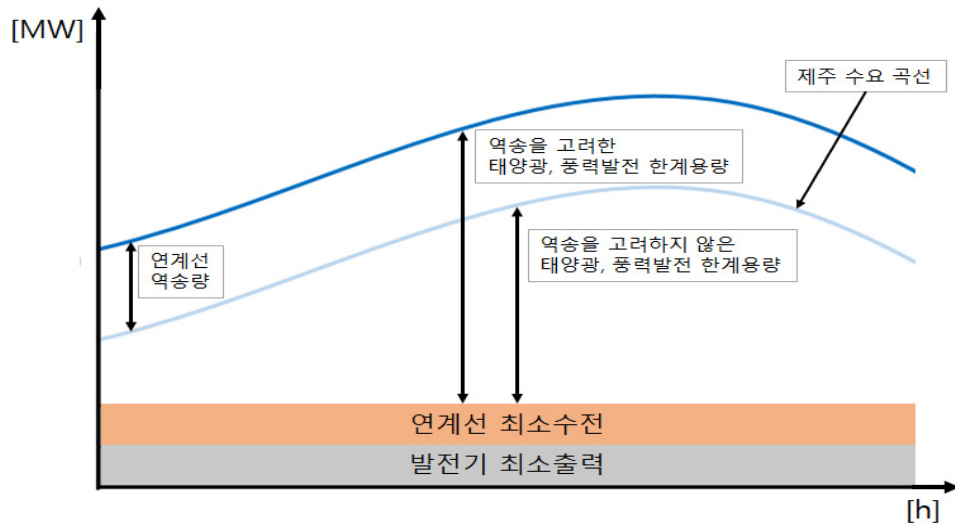 [MW]
제주 수요 곡선
역송을 고려한
태양광, 풍력발전 한계용량
역송을 고려하지 않은
태양광, 풍력발전 한계용량
연계선
역송량
연계선 최소수전
발전기 최소출력
[h]